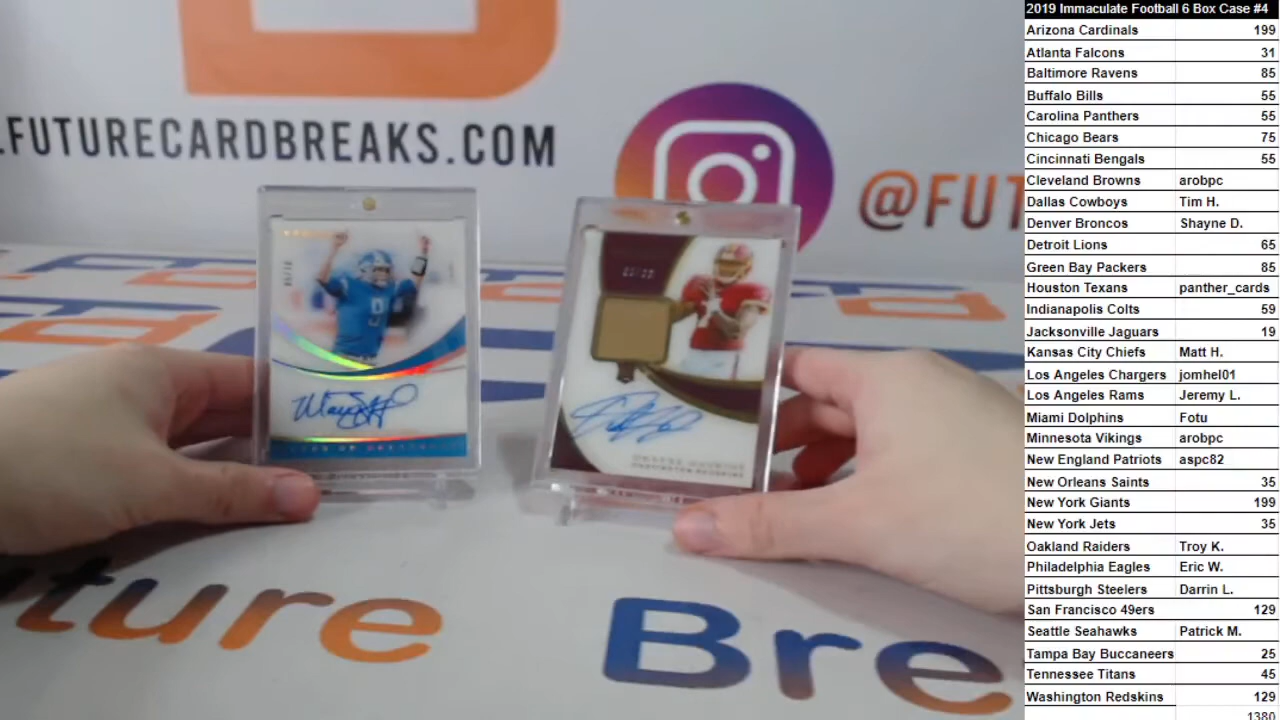 .FUTURECARDBREAKS.COM
@FUT
ture
Bre
2019 Immaculate Football 6 Box Case #4
Arizona Cardinals 199
Atlanta Falcons 31
Baltimore Ravens 85
Buffalo Bills 55
Carolina Panthers 55
Chicago Bears 75
Cincinnati Bengals 55
Cleveland Browns arobpc
Dallas Cowboys Tim H.
Denver Broncos Shayne D.
Detroit Lions 65
Green Bay Packers 85
Houston Texans panther_cards
Indianapolis Colts 59
Jacksonville Jaguars 19
Kansas City Chiefs Matt H.
Los Angeles Chargers jomhel01
Los Angeles Rams Jeremy L.
Miami Dolphins Fotu
Minnesota Vikings arobpc
New England Patriots aspc82
New Orleans Saints 35
New York Giants 199
New York Jets 35
Oakland Raiders Troy K.
Philadelphia Eagles Eric W.
Pittsburgh Steelers Darrin L.
San Francisco 49ers 129
Seattle Seahawks Patrick M.
Tampa Bay Buccaneers 25
Tennessee Titans 45
Washington Redskins 129
1380